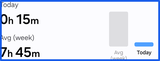 Today
0h 15m
Avg (week)
7h 45m
Avg (week)
Today